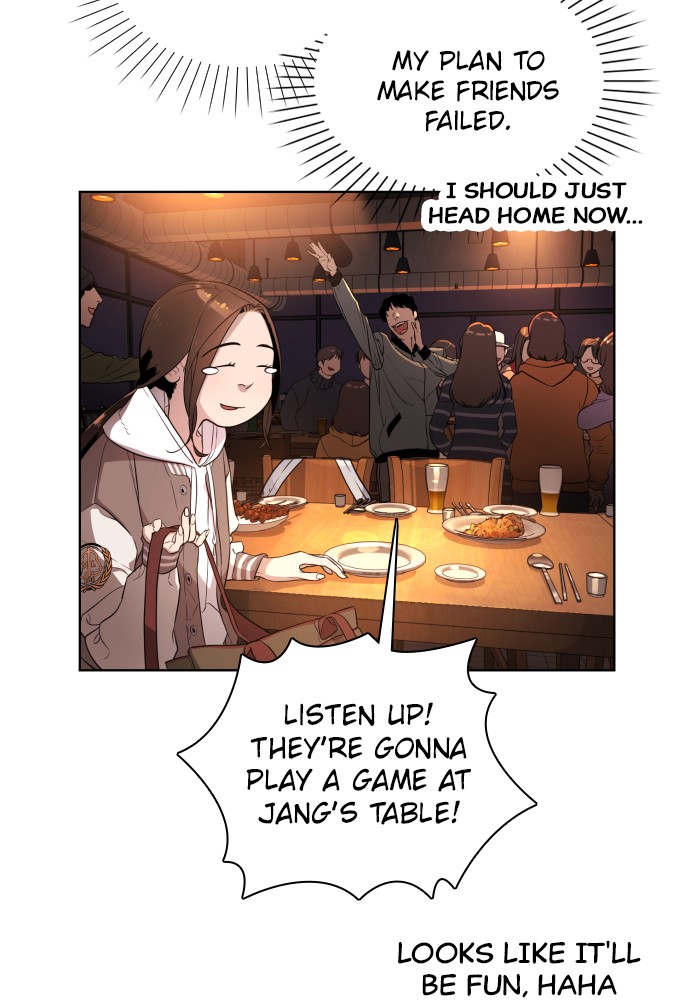 MY PLAN TO
MAKE FRIENDS
FAILED.
I SHOULD JUST
HEAD HOME NOW...
LISTEN UP!
THEY'RE GONNA
PLAY A GAME AT
JANG'S TABLE!
LOOKS LIKE IT'LL
BE FUN, HAHA